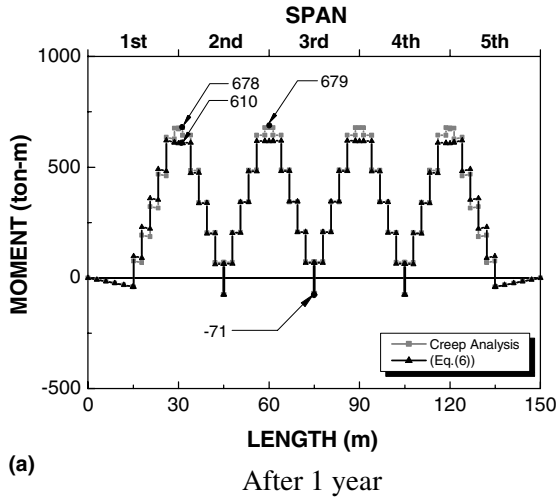 SPAN
1st 2nd 3rd 4th 5th
1000
678
679
610
500
0
-71
-500
MOMENT (ton-m)
Creep Analysis
(Eq.(6))
0 30 60 90 120 150
LENGTH (m)
(a)
After 1 year